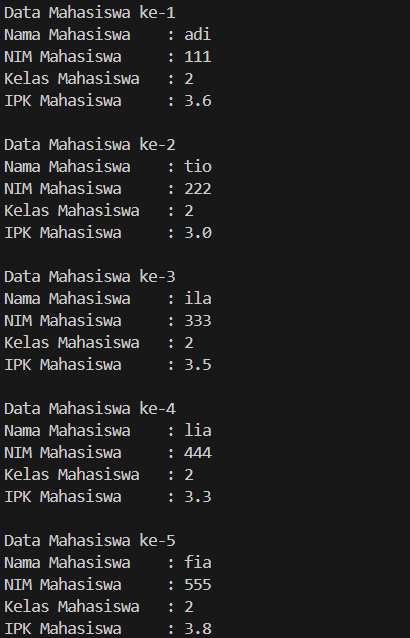 Data Mahasiswa ke-1
Nama Mahasiswa    : adi
NIM Mahasiswa     : 111
Kelas Mahasiswa   : 2
IPK Mahasiswa     : 3.6

Data Mahasiswa ke-2
Nama Mahasiswa    : tio
NIM Mahasiswa     : 222
Kelas Mahasiswa   : 2
IPK Mahasiswa     : 3.0

Data Mahasiswa ke-3
Nama Mahasiswa    : ila
NIM Mahasiswa     : 333
Kelas Mahasiswa   : 2
IPK Mahasiswa     : 3.5

Data Mahasiswa ke-4
Nama Mahasiswa    : lia
NIM Mahasiswa     : 444
Kelas Mahasiswa   : 2
IPK Mahasiswa     : 3.3

Data Mahasiswa ke-5
Nama Mahasiswa    : fia
NIM Mahasiswa     : 555
Kelas Mahasiswa   : 2
IPK Mahasiswa     : 3.8